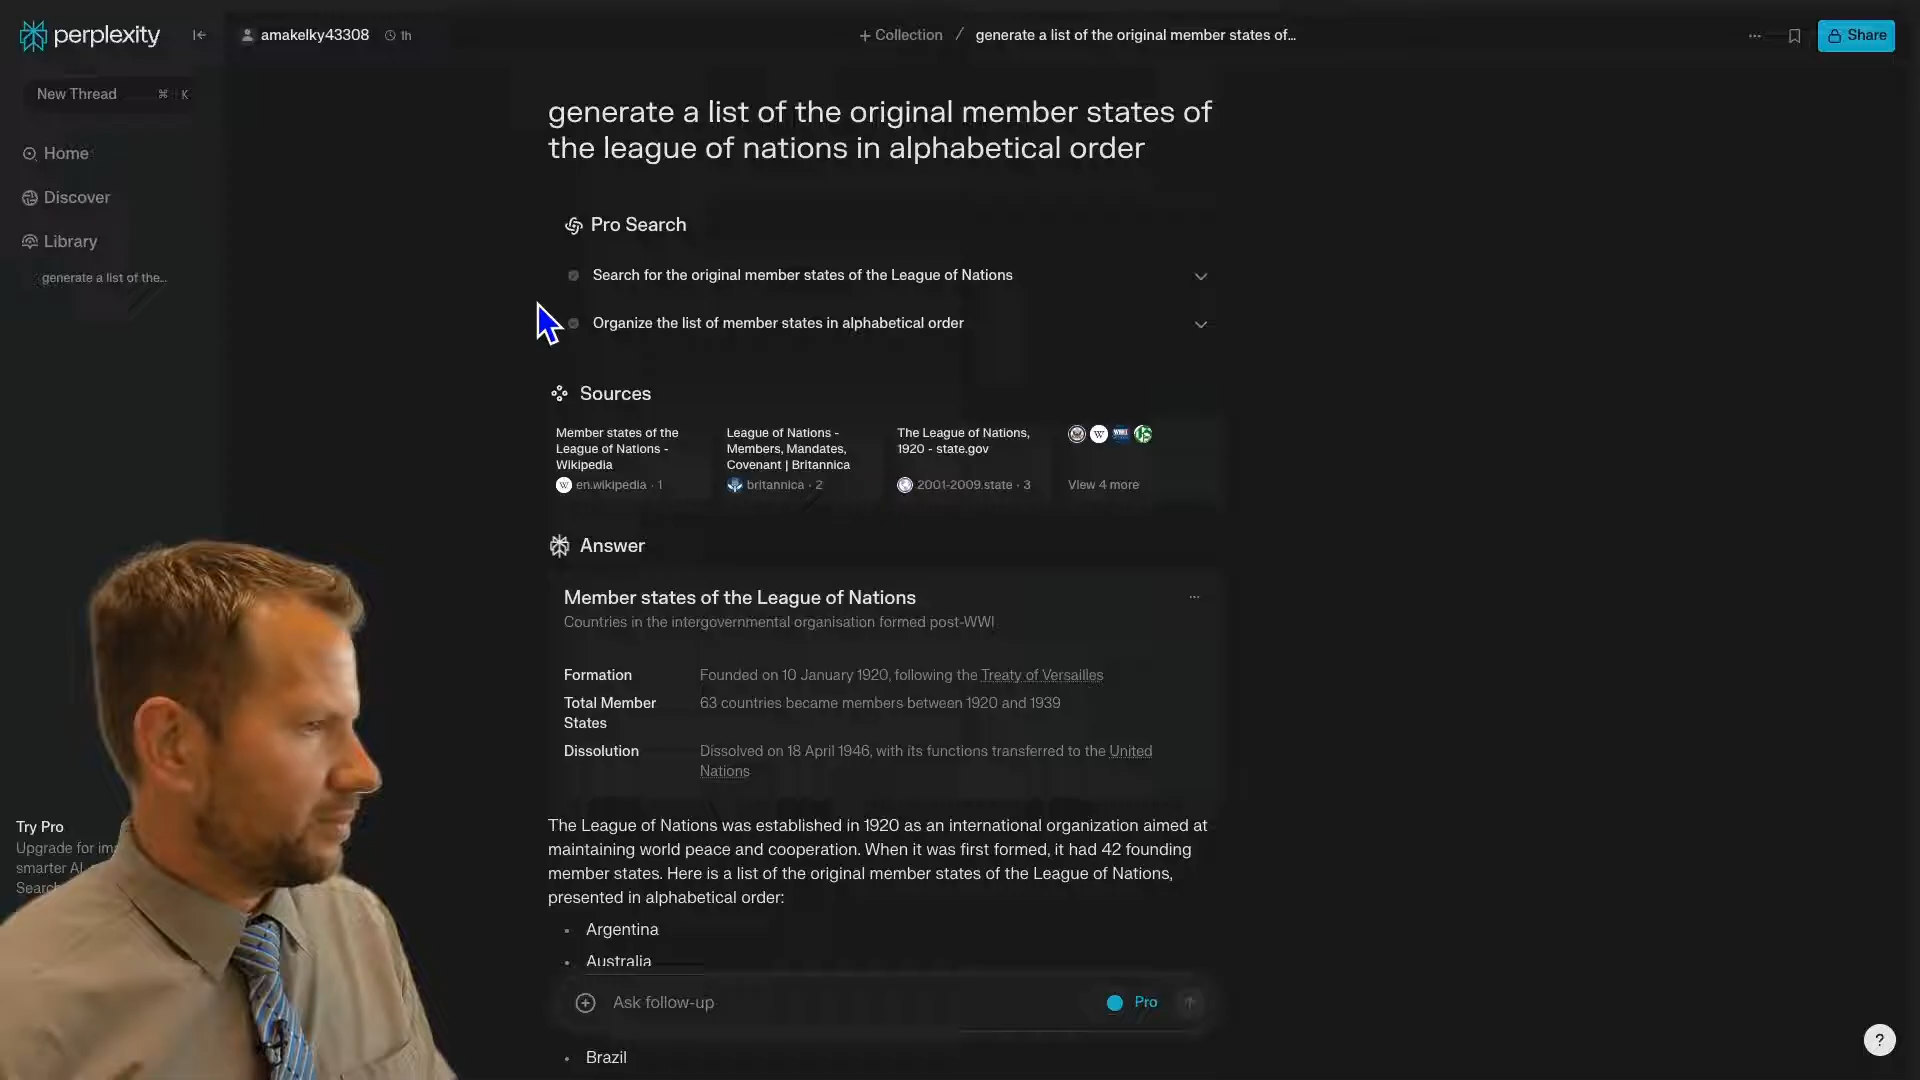 perplexity
amakelky43308
1h
+ Collection / generate a list of the original member states of...
...
Share
New Thread ⌘ K
Home
Discover
Library
generate a list of the...
generate a list of the original member states of
the league of nations in alphabetical order
Pro Search
Search for the original member states of the League of Nations
Organize the list of member states in alphabetical order
Sources
Member states of the
League of Nations -
Wikipedia
W en.wikipedia · 1
League of Nations -
Members, Mandates,
Covenant | Britannica
britannica · 2
The League of Nations,
1920 - state.gov
2001-2009.state · 3
W
View 4 more
Answer
Member states of the League of Nations
...
Countries in the intergovernmental organisation formed post-WWI
Formation Founded on 10 January 1920, following the Treaty of Versailles
Total Member 63 countries became members between 1920 and 1939
States
Dissolution Dissolved on 18 April 1946, with its functions transferred to the United
Nations
The League of Nations was established in 1920 as an international organization aimed at
maintaining world peace and cooperation. When it was first formed, it had 42 founding
member states. Here is a list of the original member states of the League of Nations,
presented in alphabetical order:
• Argentina
• Australia
Ask follow-up
Pro
• Brazil
Try Pro
Upgrade for
smarter
?